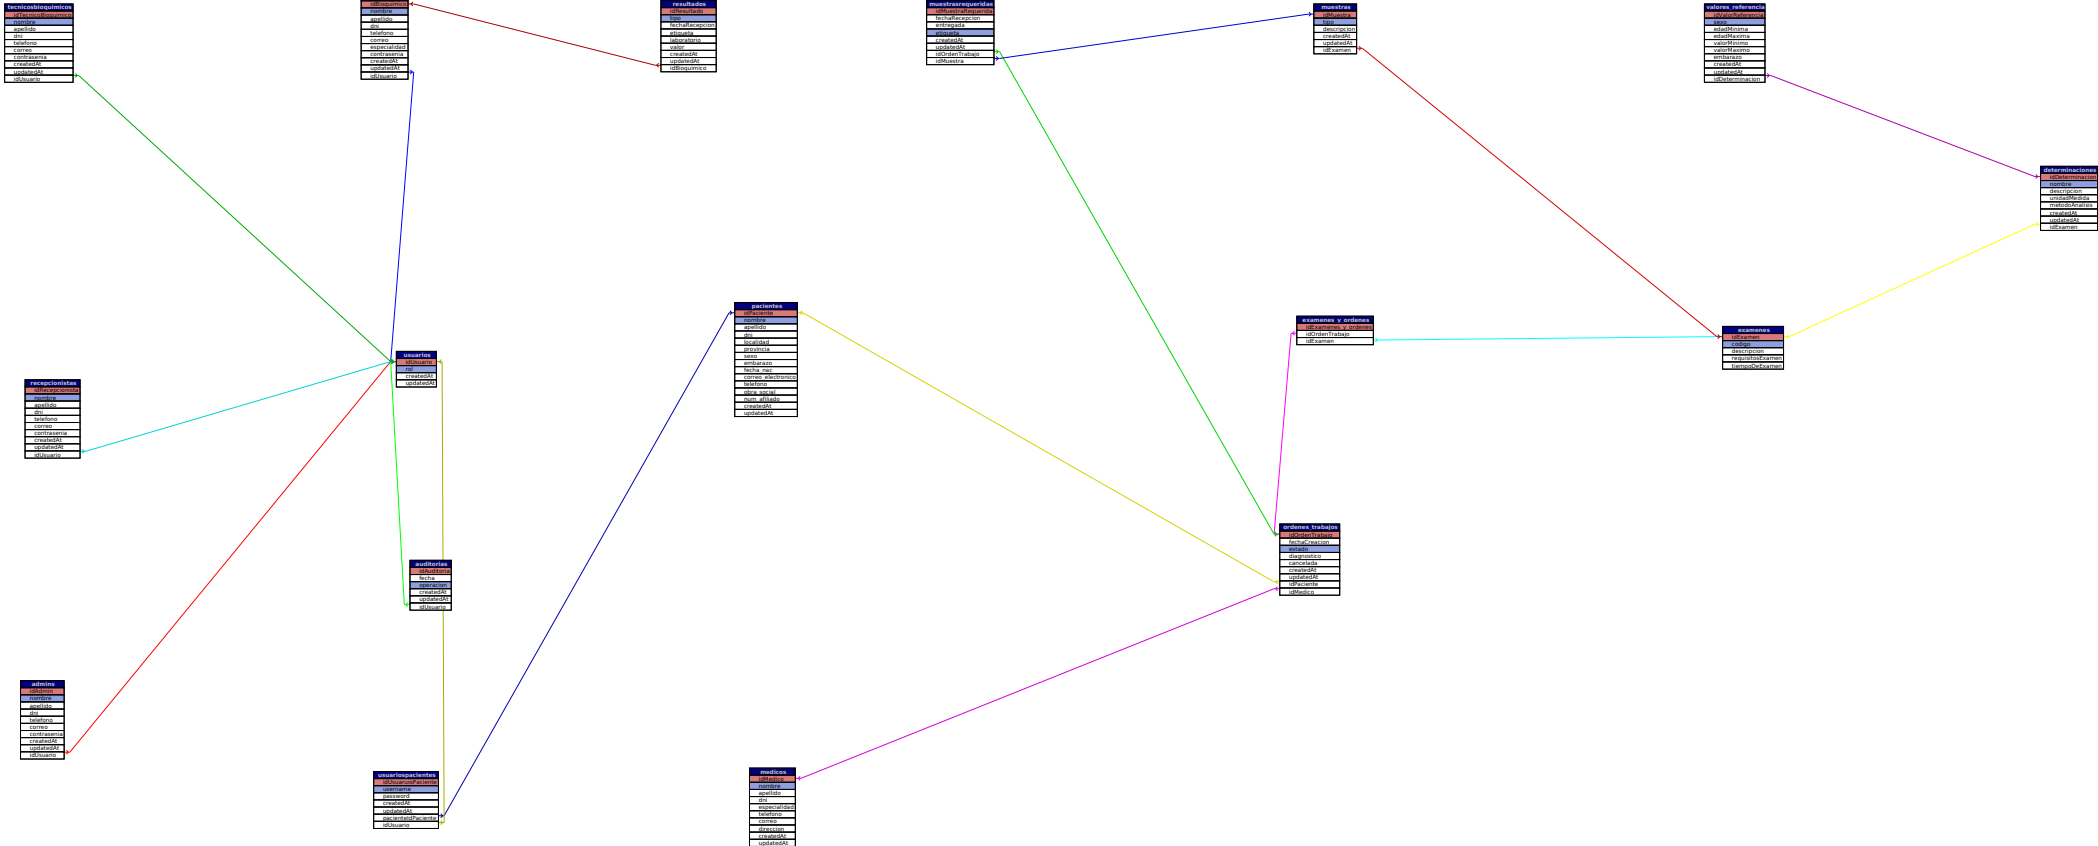 tecnicosbioquimicos
idTecnicoBioquimico
nombre
apellido
dni
telefono
correo
contrasenia
createdAt
updatedAt
idUsuario
idBioquimico
nombre
apellido
dni
telefono
correo
especialidad
contrasenia
createdAt
updatedAt
idUsuario
resultados
idResultado
tipo
fechaRecepcion
etiqueta
laboratorio
valor
createdAt
updatedAt
idBioquimico
muestrasrequeridas
idMuestraRequerida
fechaRecepcion
entregada
etiqueta
createdAt
updatedAt
idOrdenTrabajo
idMuestra
muestras
idMuestra
tipo
descripcion
createdAt
updatedAt
idExamen
valores_referencia
idValorReferencia
sexo
edadMinima
edadMaxima
valorMinimo
valorMaximo
embarazo
createdAt
updatedAt
idDeterminacion
determinaciones
idDeterminacion
nombre
descripcion
unidadMedida
metodoAnalisis
createdAt
updatedAt
idExamen
pacientes
idPaciente
nombre
apellido
dni
localidad
provincia
sexo
embarazo
fecha_nac
correo_electronico
telefono
obra_social
num_afiliado
createdAt
updatedAt
examenes_y_ordenes
idExamenes_y_ordenes
idOrdenTrabajo
idExamen
examenes
idExamen
codigo
descripcion
requisitosExamen
tiempoDeExamen
usuarios
idUsuario
rol
createdAt
updatedAt
recepcionistas
idRecepcionista
nombre
apellido
dni
telefono
correo
contrasenia
createdAt
updatedAt
idUsuario
ordenes_trabajos
idOrdenTrabajo
fechaCreacion
estado
diagnostico
cancelada
createdAt
updatedAt
idPaciente
idMedico
auditorias
idAuditoria
fecha
operacion
createdAt
updatedAt
idUsuario
admins
idAdmin
nombre
apellido
dni
telefono
correo
contrasenia
createdAt
updatedAt
idUsuario
usuariospacientes
idUsuarioPaciente
username
password
createdAt
updatedAt
pacienteIdPaciente
idUsuario
medicos
idMedico
nombre
apellido
dni
especialidad
telefono
correo
direccion
createdAt
updatedAt